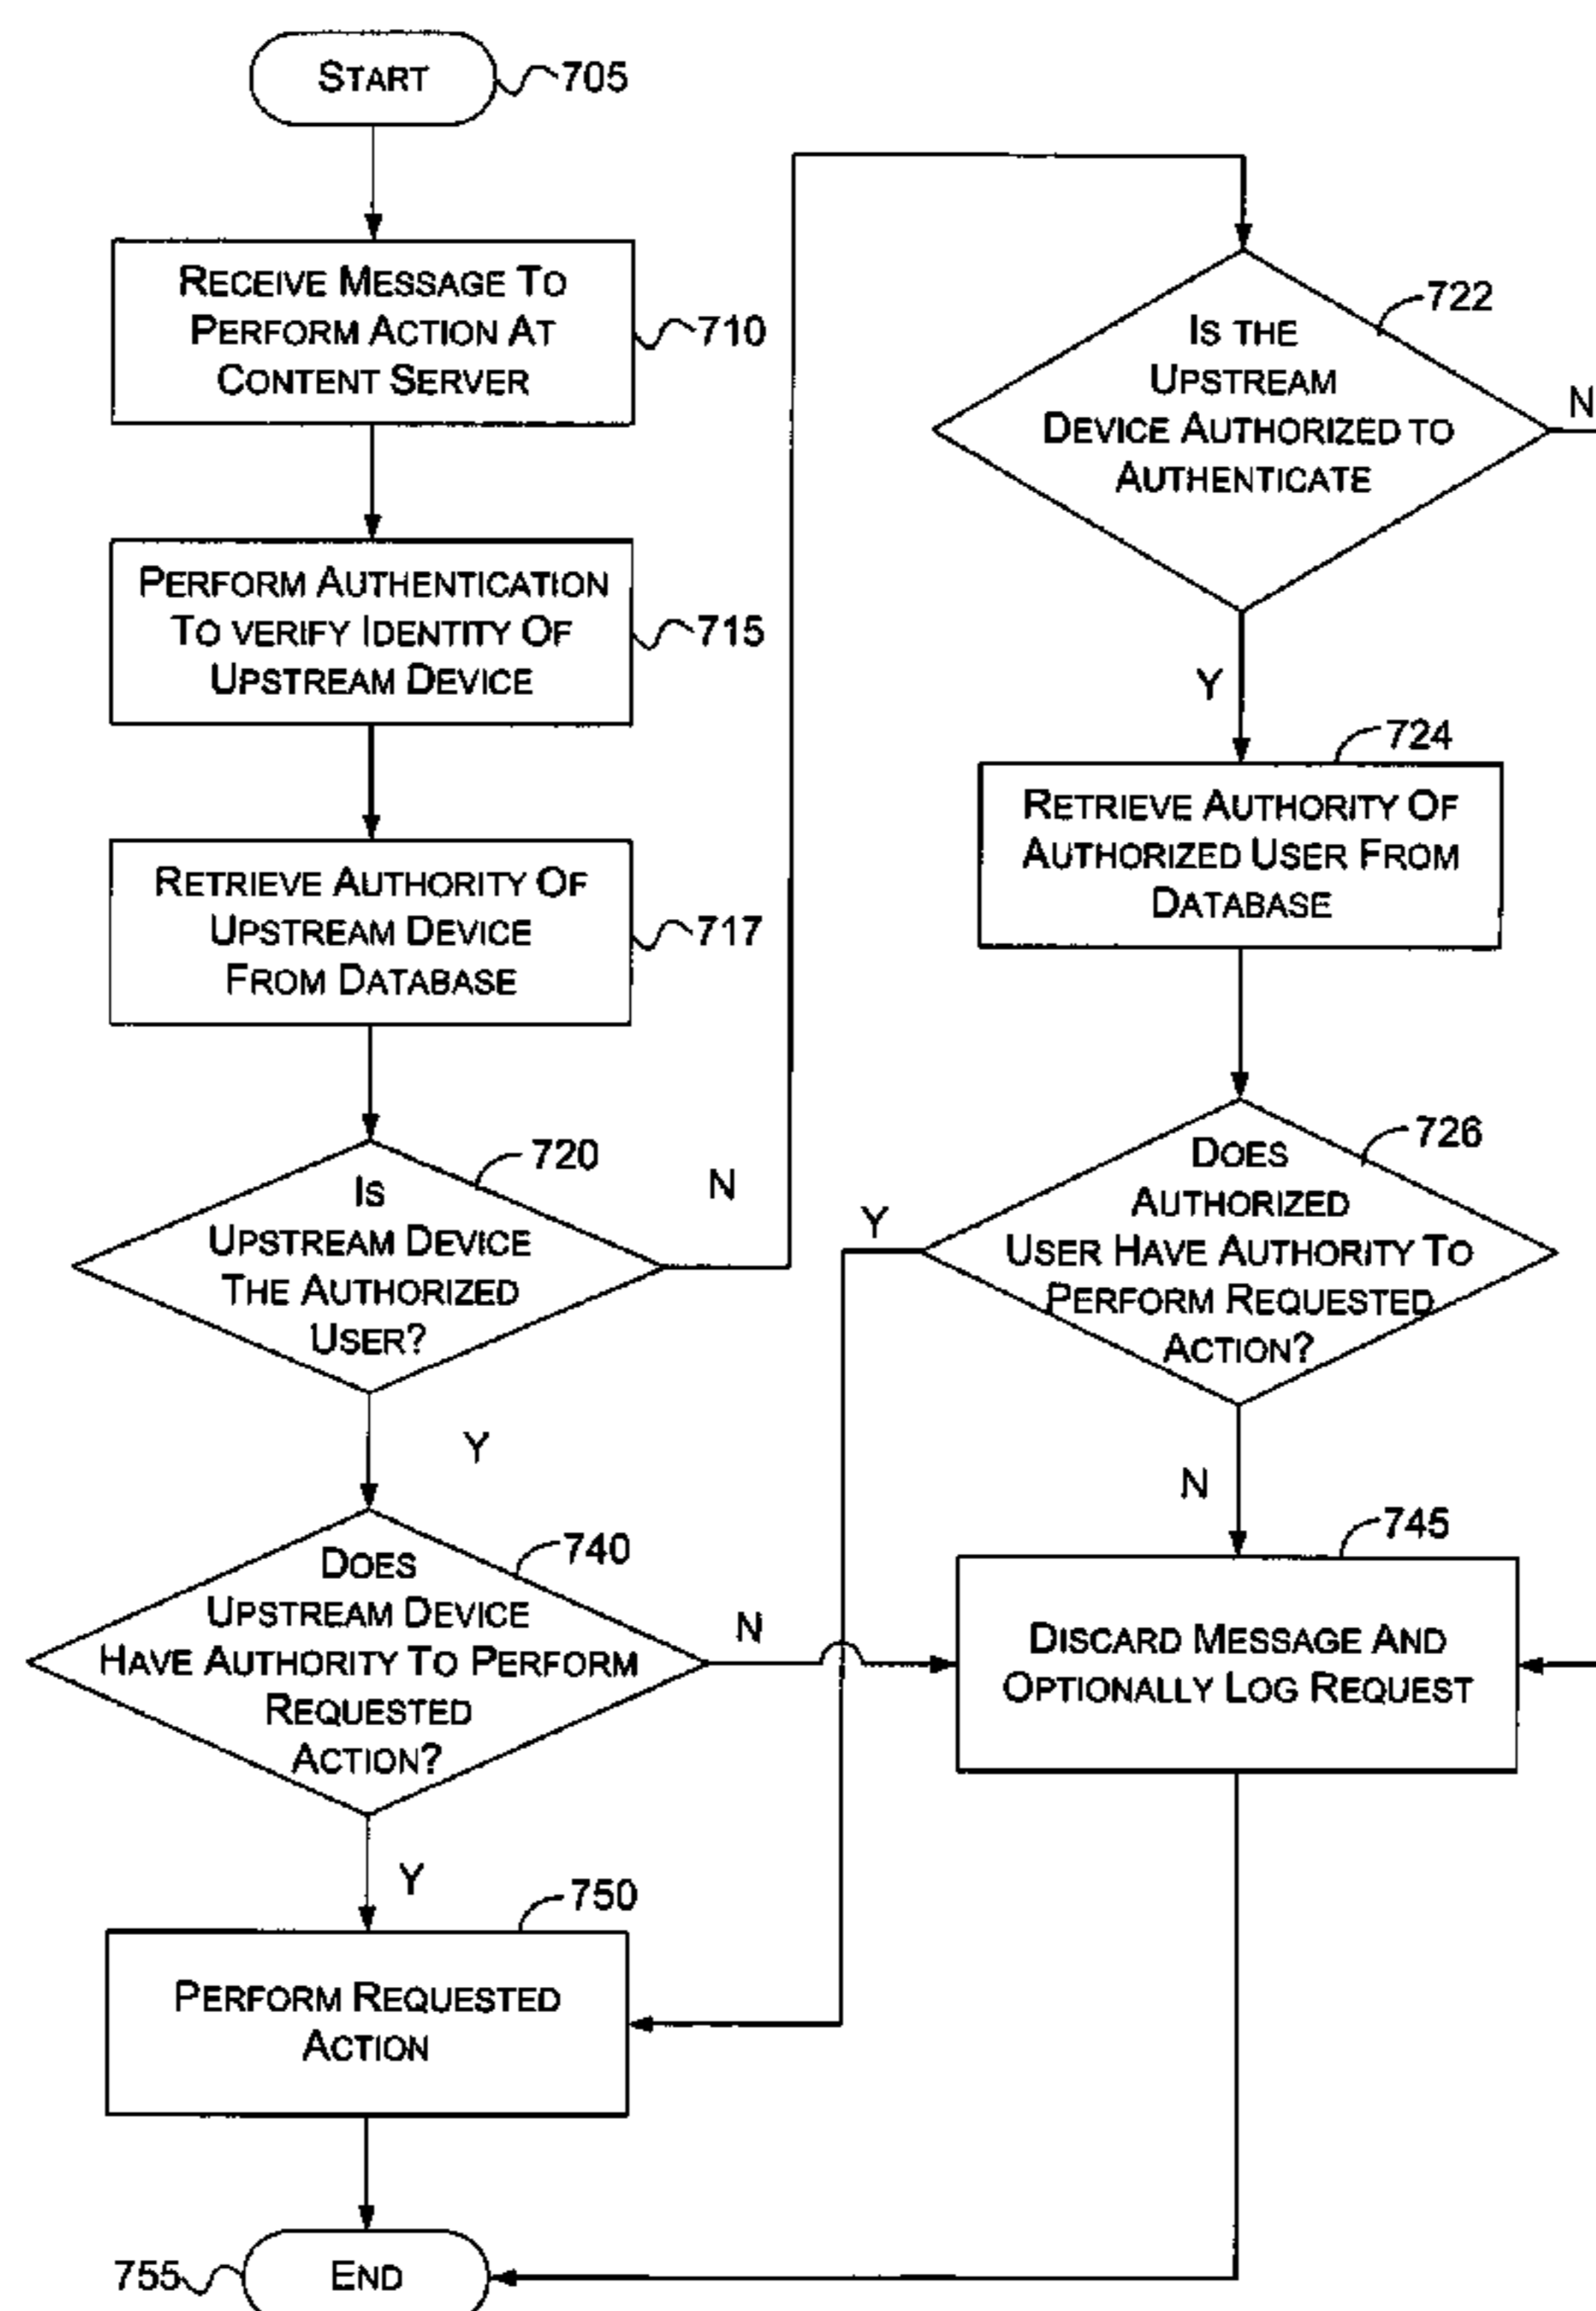 START
705
RECEIVE MESSAGE TO
PERFORM ACTION AT
CONTENT SERVER
710
PERFORM AUTHENTICATION
TO VERIFY IDENTITY OF
UPSTREAM DEVICE
715
RETRIEVE AUTHORITY OF
UPSTREAM DEVICE
FROM DATABASE
717
IS
UPSTREAM DEVICE
THE AUTHORIZED
USER?
720
N
Y
DOES
UPSTREAM DEVICE
HAVE AUTHORITY TO PERFORM
REQUESTED
ACTION?
740
N
Y
PERFORM REQUESTED
ACTION
750
END
755
IS THE
UPSTREAM
DEVICE AUTHORIZED TO
AUTHENTICATE
722
N
Y
RETRIEVE AUTHORITY OF
AUTHORIZED USER FROM
DATABASE
724
DOES
AUTHORIZED
USER HAVE AUTHORITY TO
PERFORM REQUESTED
ACTION?
726
Y
N
DISCARD MESSAGE AND
OPTIONALLY LOG REQUEST
745